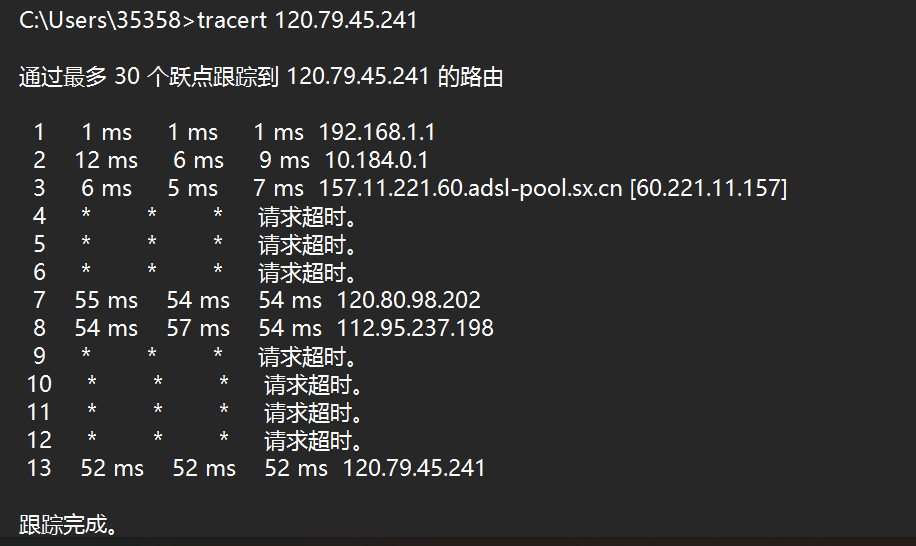 C:\Users\35358>tracert 120.79.45.241
通过最多 30 个跃点跟踪到 120.79.45.241 的路由
1 1 ms 1 ms 1 ms 192.168.1.1
2 12 ms 6 ms 9 ms 10.184.0.1
3 6 ms 5 ms 7 ms 157.11.221.60.adsl-pool.sx.cn [60.221.11.157]
4 * * * 请求超时。
5 * * * 请求超时。
6 * * * 请求超时。
7 55 ms 54 ms 54 ms 120.80.98.202
8 54 ms 57 ms 54 ms 112.95.237.198
9 * * * 请求超时。
10 * * * 请求超时。
11 * * * 请求超时。
12 * * * 请求超时。
13 52 ms 52 ms 52 ms 120.79.45.241
跟踪完成。